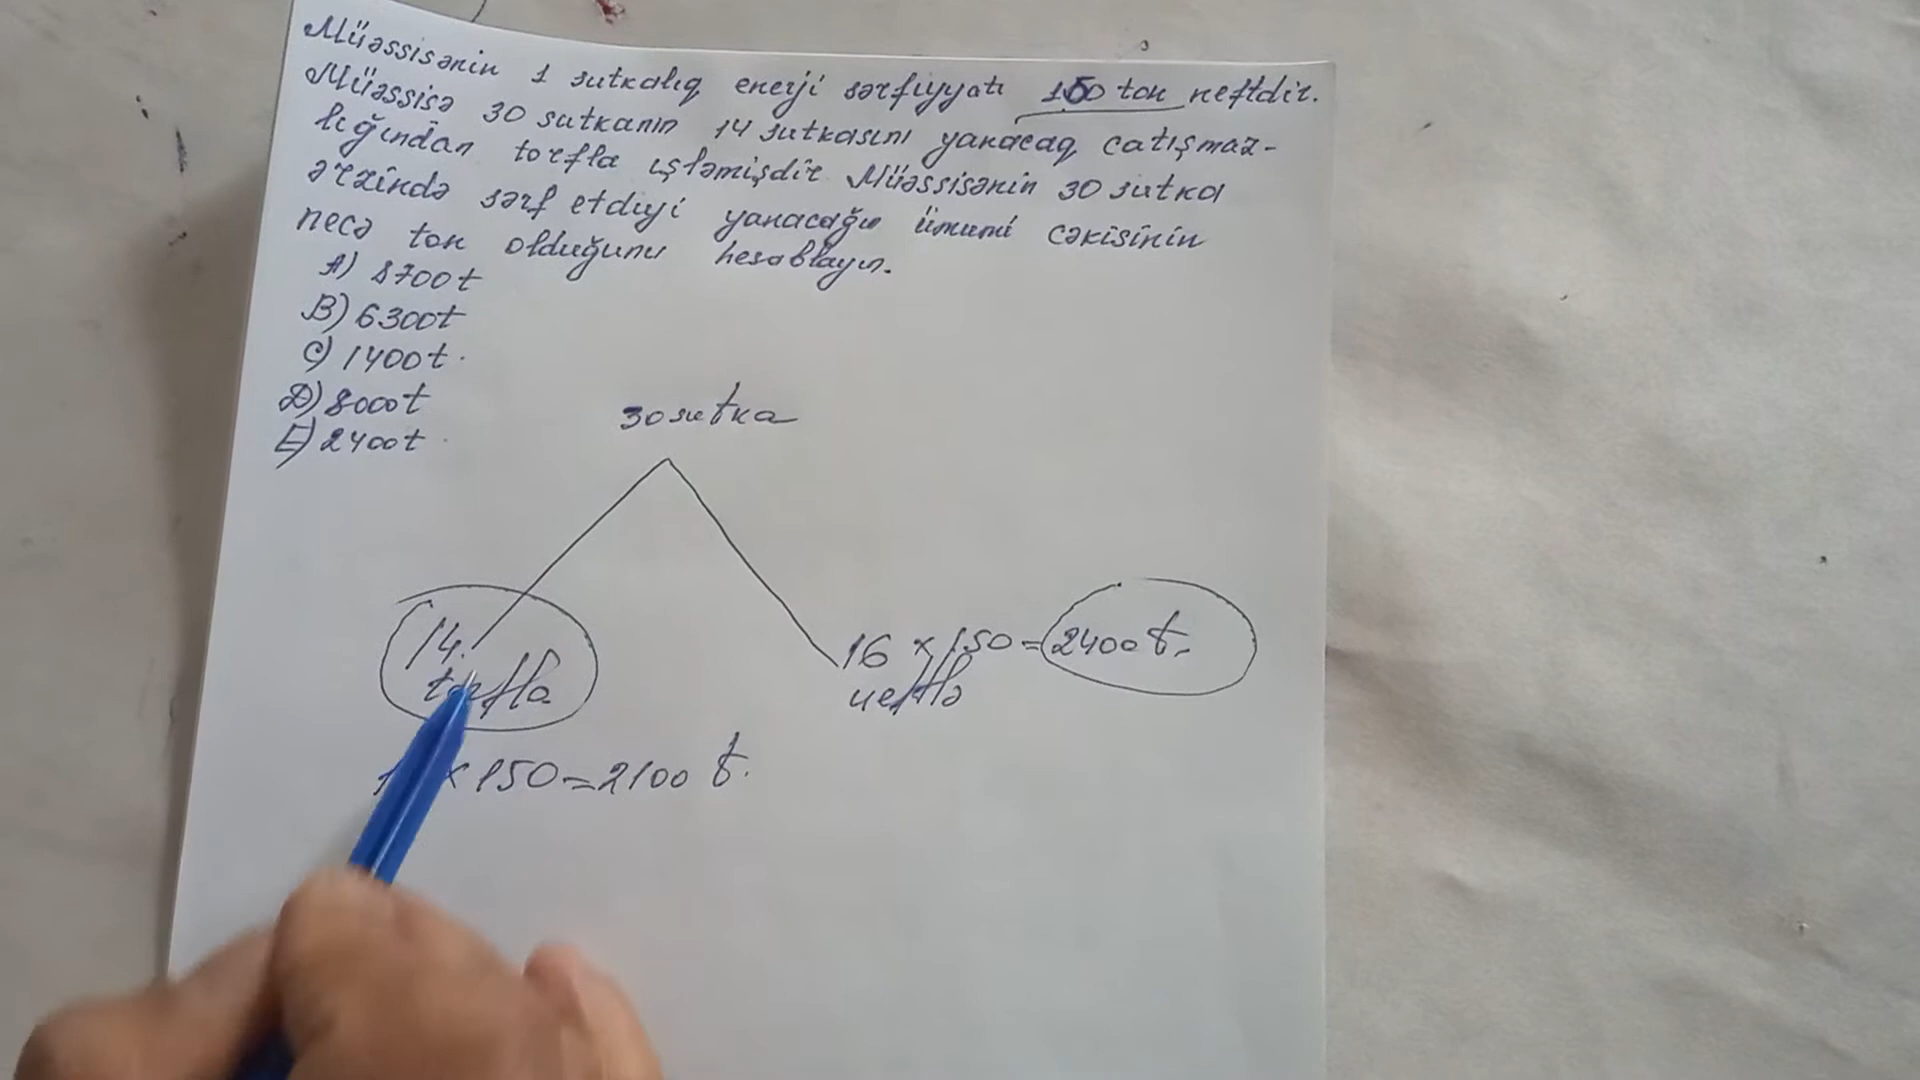 Müəssisənin 1 sutkalıq enerji sərfiyyatı 150 ton neftdir.
Müəssisə 30 sutkanın 14 sutkasını yanacaq çatışmaz-
lığından torfla işləmişdir Müəssisənin 30 sutka
ərzində sərf etdiyi yanacağın ümumi çəkisinin
necə ton olduğunu hesablayın.
A) 8700t
B) 6300t
C) 1400t.
D) 8000t
E) 2400t
30 sutka
14.
torfla
16 x 150 = 2400 t.
neftlə
x 150 = 2100 t.